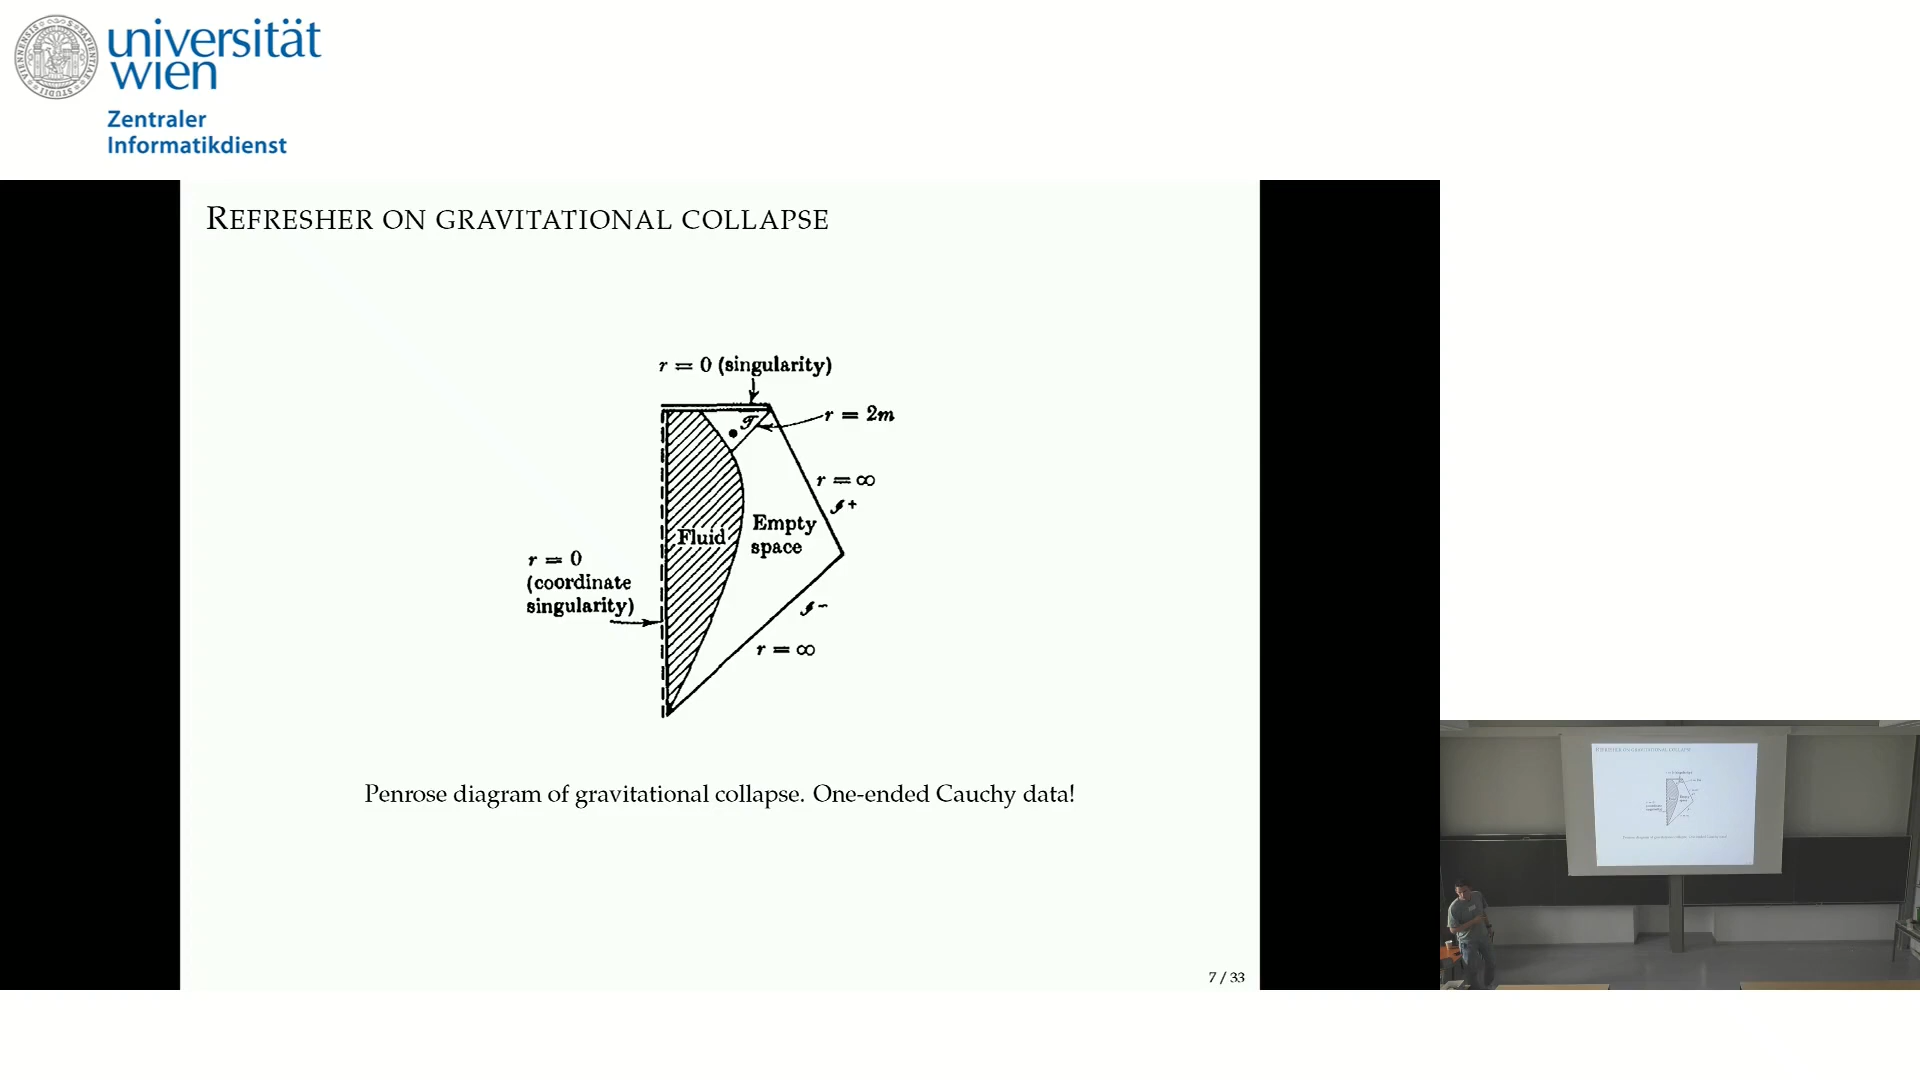 universität
wien
Zentraler
Informatikdienst
REFRESHER ON GRAVITATIONAL COLLAPSE
r = 0 (singularity)
𝒯
r = 2m
r = ∞
𝓘+
Fluid
Empty
space
r = 0
(coordinate
singularity)
𝓘−
r = ∞
Penrose diagram of gravitational collapse. One-ended Cauchy data!
7 / 33